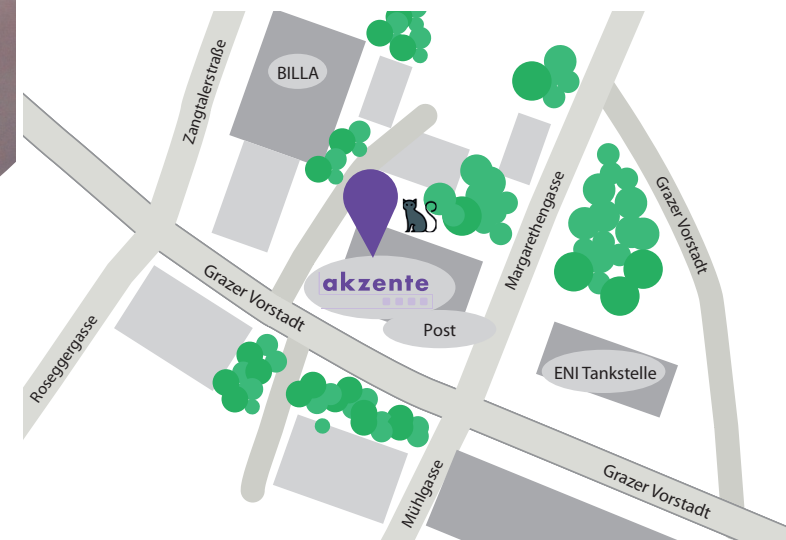 Zangtalerstraße
BILLA
Margarethengasse
Grazer Vorstadt
akzente
Grazer Vorstadt
Post
Roseggergasse
ENI Tankstelle
Mühlgasse
Grazer Vorstadt